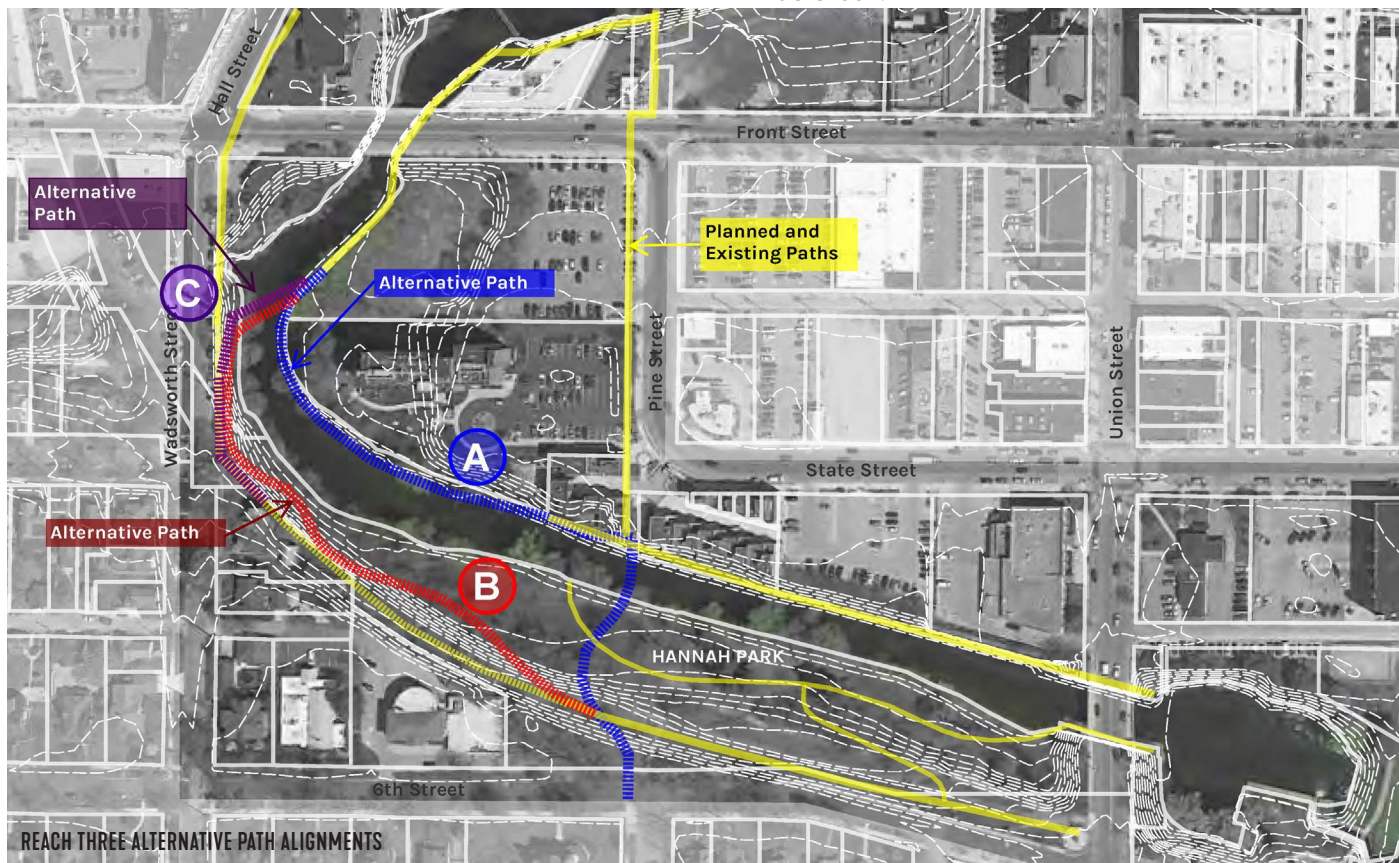 Hall Street
Front Street
Alternative
Path
Planned and
Existing Paths
Alternative Path
C
Wadsworth Street
Pine Street
Union Street
A
State Street
Alternative Path
B
HANNAH PARK
6th Street
REACH THREE ALTERNATIVE PATH ALIGNMENTS